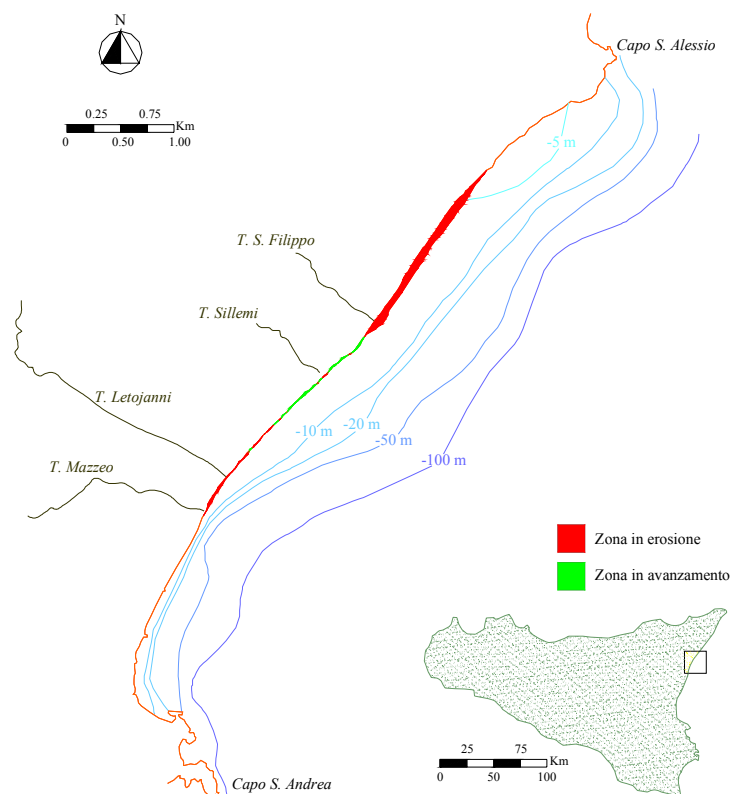 N
Capo S. Alessio
0.25 0.75
Km
0 0.50 1.00
-5 m
T. S. Filippo
T. Sillemi
T. Letojanni
-10 m
-20 m
-50 m
-100 m
T. Mazzeo
Zona in erosione
Zona in avanzamento
25 75
Km
0 50 100
Capo S. Andrea